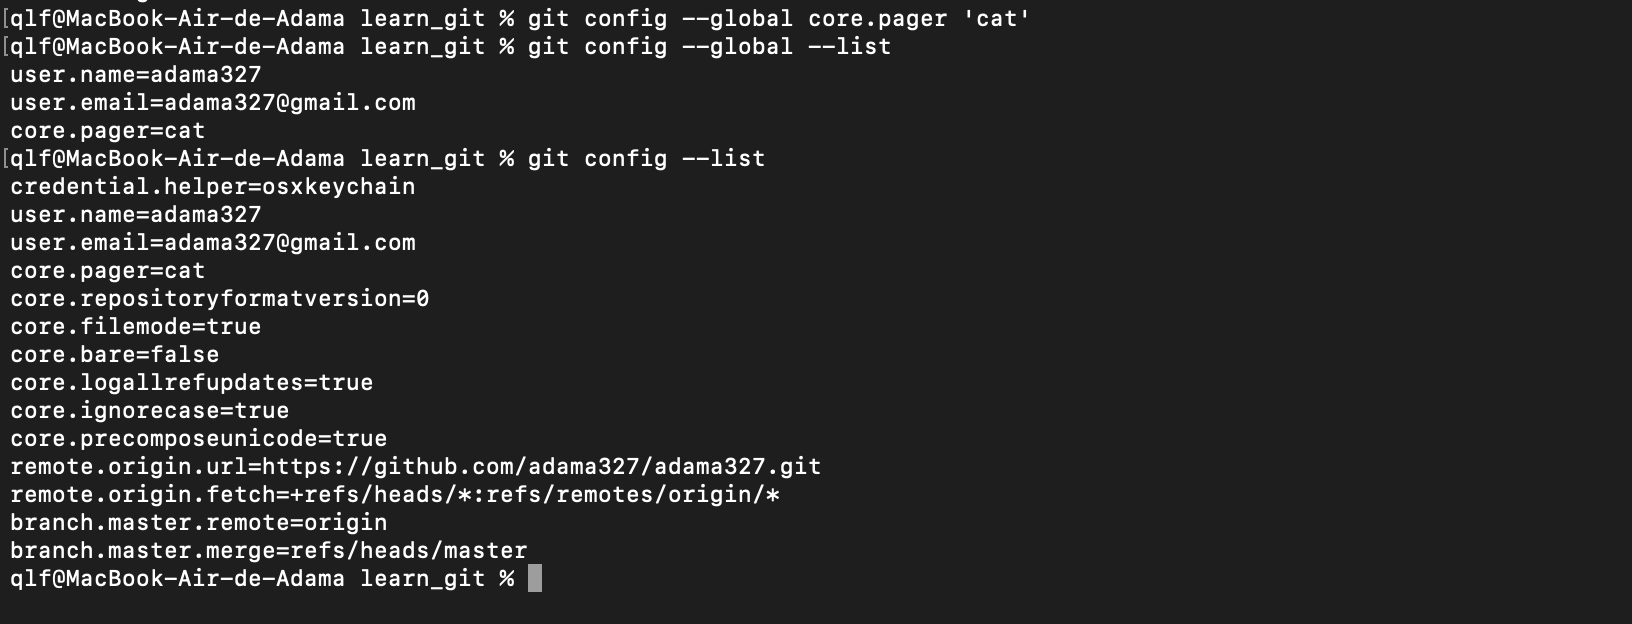 [qlf@MacBook-Air-de-Adama learn_git % git config --global core.pager 'cat'
[qlf@MacBook-Air-de-Adama learn_git % git config --global --list
user.name=adama327
user.email=adama327@gmail.com
core.pager=cat
[qlf@MacBook-Air-de-Adama learn_git % git config --list
credential.helper=osxkeychain
user.name=adama327
user.email=adama327@gmail.com
core.pager=cat
core.repositoryformatversion=0
core.filemode=true
core.bare=false
core.logallrefupdates=true
core.ignorecase=true
core.precomposeunicode=true
remote.origin.url=https://github.com/adama327/adama327.git
remote.origin.fetch=+refs/heads/*:refs/remotes/origin/*
branch.master.remote=origin
branch.master.merge=refs/heads/master
qlf@MacBook-Air-de-Adama learn_git %